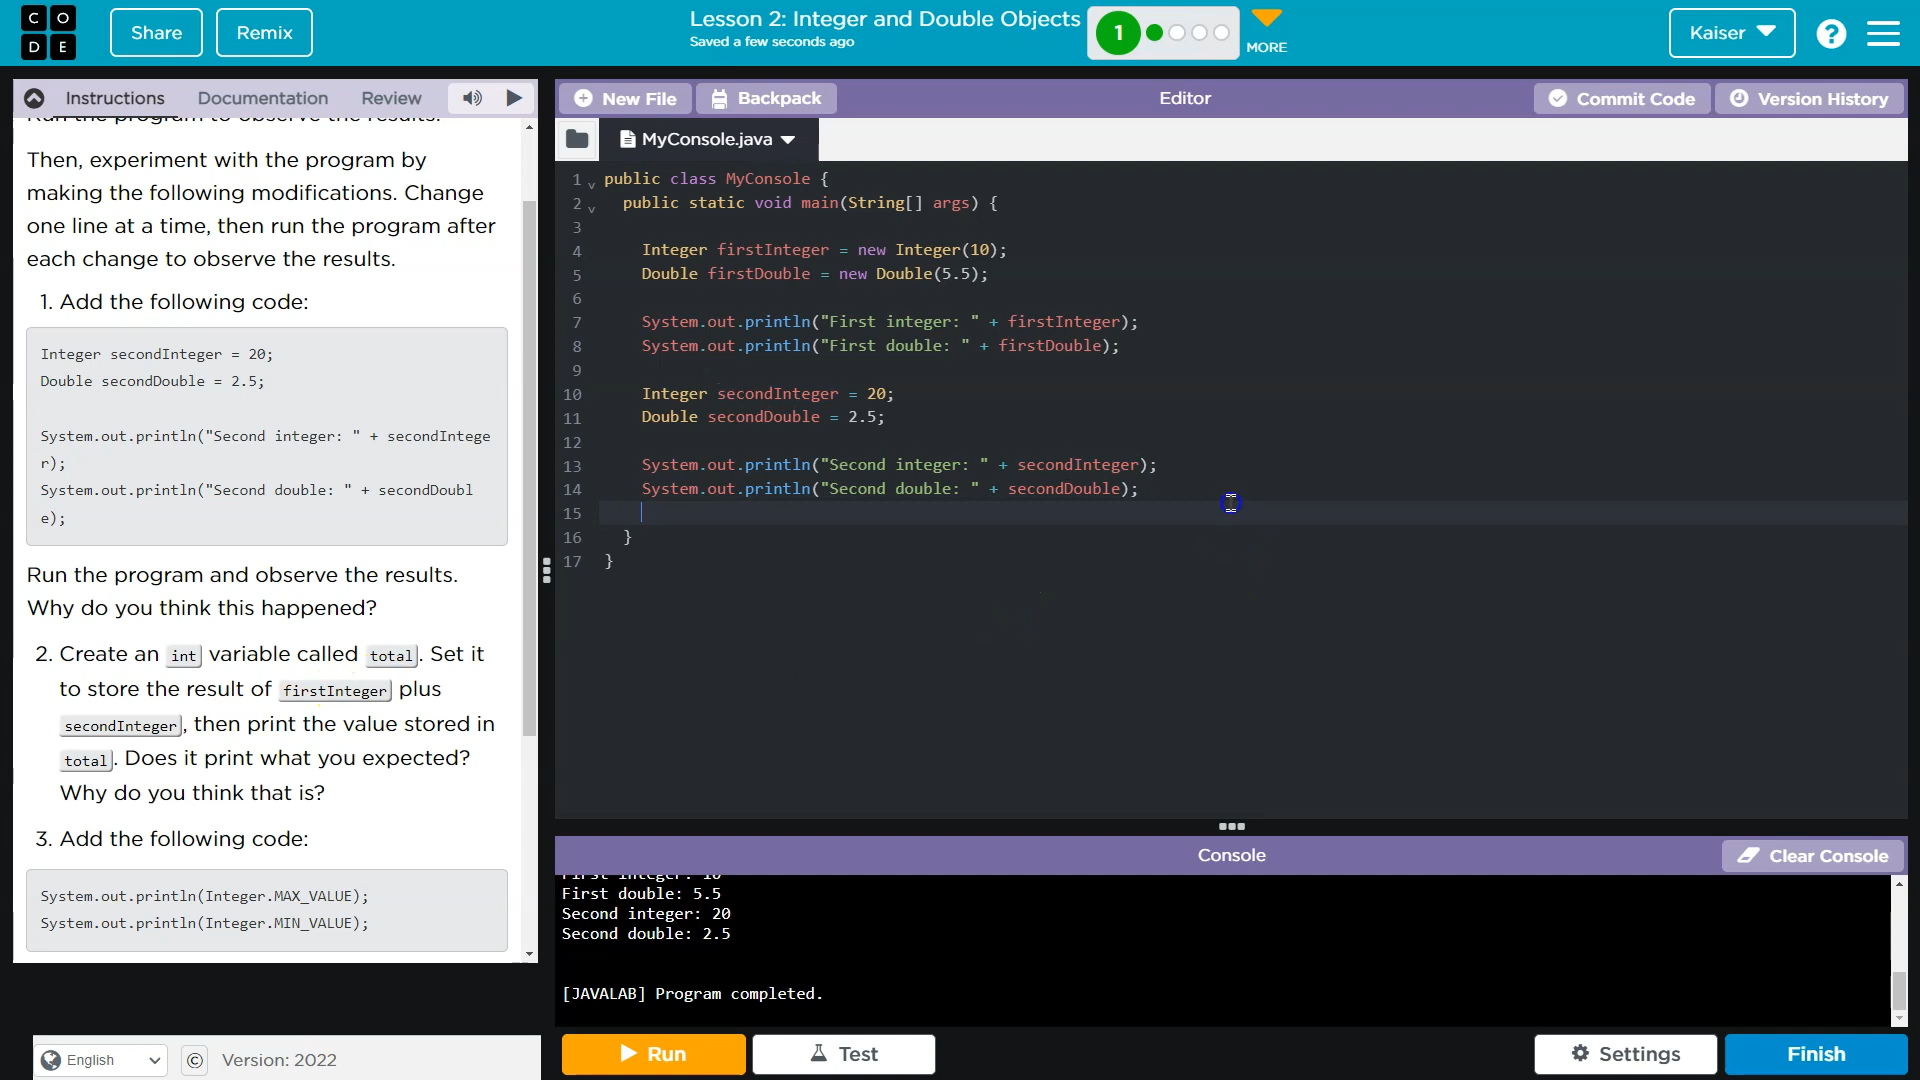 C O
D E
Share
Remix
Lesson 2: Integer and Double Objects
Saved a few seconds ago
1
MORE
Kaiser
?
Instructions
Documentation
Review
Run the program to observe the results.
Then, experiment with the program by
making the following modifications. Change
one line at a time, then run the program after
each change to observe the results.
1. Add the following code:
Integer secondInteger = 20;
Double secondDouble = 2.5;
System.out.println("Second integer: " + secondIntege
r);
System.out.println("Second double: " + secondDoubl
e);
Run the program and observe the results.
Why do you think this happened?
2. Create an int variable called total. Set it
to store the result of firstInteger plus
secondInteger, then print the value stored in
total. Does it print what you expected?
Why do you think that is?
3. Add the following code:
System.out.println(Integer.MAX_VALUE);
System.out.println(Integer.MIN_VALUE);
English
©
Version: 2022
New File
Backpack
Editor
Commit Code
Version History
MyConsole.java
1 public class MyConsole {
2 public static void main(String[] args) {
3
4 Integer firstInteger = new Integer(10);
5 Double firstDouble = new Double(5.5);
6
7 System.out.println("First integer: " + firstInteger);
8 System.out.println("First double: " + firstDouble);
9
10 Integer secondInteger = 20;
11 Double secondDouble = 2.5;
12
13 System.out.println("Second integer: " + secondInteger);
14 System.out.println("Second double: " + secondDouble);
15
16 }
17 }
Console
Clear Console
First integer: 10
First double: 5.5
Second integer: 20
Second double: 2.5
[JAVALAB] Program completed.
Run
Test
Settings
Finish